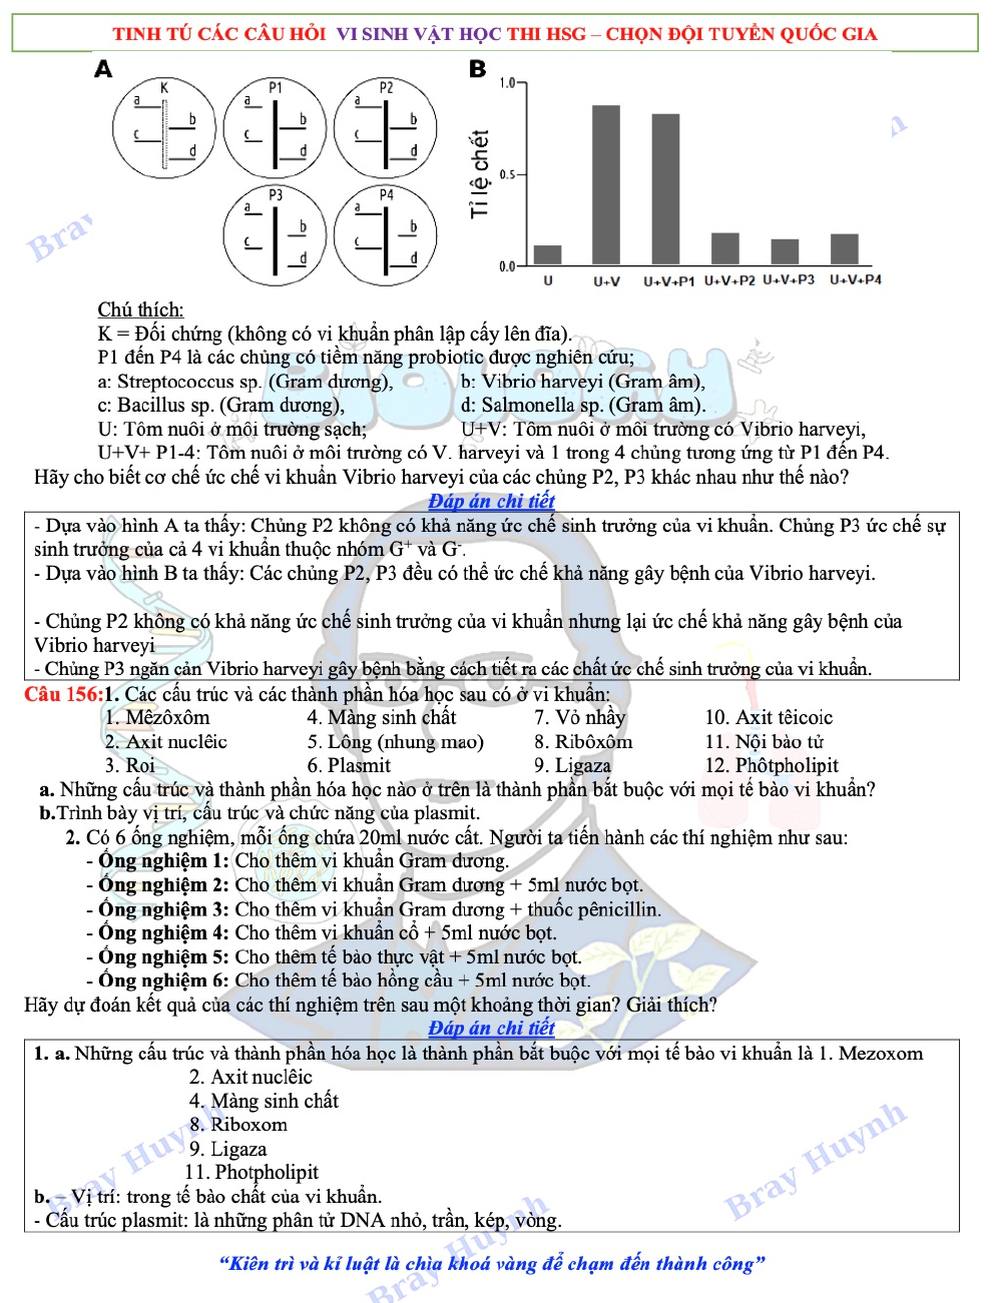 TINH TÚ CÁC CÂU HỎI VI SINH VẬT HỌC THI HSG – CHỌN ĐỘI TUYỂN QUỐC GIA
A
K
a
b
c
d
P1
a
b
c
d
P2
a
b
c
d
P3
a
b
c
d
P4
a
b
c
d
B
Tỉ lệ chết
1.0
0.5
0.0
U U+V U+V+P1 U+V+P2 U+V+P3 U+V+P4
Bray
Chú thích:
K = Đối chứng (không có vi khuẩn phân lập cấy lên đĩa).
P1 đến P4 là các chủng có tiềm năng probiotic được nghiên cứu;
a: Streptococcus sp. (Gram dương), b: Vibrio harveyi (Gram âm),
c: Bacillus sp. (Gram dương), d: Salmonella sp. (Gram âm).
U: Tôm nuôi ở môi trường sạch; U+V: Tôm nuôi ở môi trường có Vibrio harveyi,
U+V+ P1-4: Tôm nuôi ở môi trường có V. harveyi và 1 trong 4 chủng tương ứng từ P1 đến P4.
BIOLOGY
Hãy cho biết cơ chế ức chế vi khuẩn Vibrio harveyi của các chủng P2, P3 khác nhau như thế nào?
Đáp án chi tiết
- Dựa vào hình A ta thấy: Chủng P2 không có khả năng ức chế sinh trưởng của vi khuẩn. Chủng P3 ức chế sự
sinh trưởng của cả 4 vi khuẩn thuộc nhóm G⁺ và G⁻.
- Dựa vào hình B ta thấy: Các chủng P2, P3 đều có thể ức chế khả năng gây bệnh của Vibrio harveyi.
- Chủng P2 không có khả năng ức chế sinh trưởng của vi khuẩn nhưng lại ức chế khả năng gây bệnh của
Vibrio harveyi
- Chủng P3 ngăn cản Vibrio harveyi gây bệnh bằng cách tiết ra các chất ức chế sinh trưởng của vi khuẩn.
Câu 156:1. Các cấu trúc và các thành phần hóa học sau có ở vi khuẩn:
1. Mêzôxôm 4. Màng sinh chất 7. Vỏ nhầy 10. Axit têicoic
2. Axit nuclêic 5. Lông (nhung mao) 8. Ribôxôm 11. Nội bào tử
3. Roi 6. Plasmit 9. Ligaza 12. Phôtpholipit
a. Những cấu trúc và thành phần hóa học nào ở trên là thành phần bắt buộc với mọi tế bào vi khuẩn?
b.Trình bày vị trí, cấu trúc và chức năng của plasmit.
2. Có 6 ống nghiệm, mỗi ống chứa 20ml nước cất. Người ta tiến hành các thí nghiệm như sau:
- Ống nghiệm 1: Cho thêm vi khuẩn Gram dương.
- Ống nghiệm 2: Cho thêm vi khuẩn Gram dương + 5ml nước bọt.
- Ống nghiệm 3: Cho thêm vi khuẩn Gram dương + thuốc pênicillin.
- Ống nghiệm 4: Cho thêm vi khuẩn cổ + 5ml nước bọt.
- Ống nghiệm 5: Cho thêm tế bào thực vật + 5ml nước bọt.
- Ống nghiệm 6: Cho thêm tế bào hồng cầu + 5ml nước bọt.
Hãy dự đoán kết quả của các thí nghiệm trên sau một khoảng thời gian? Giải thích?
Đáp án chi tiết
1. a. Những cấu trúc và thành phần hóa học là thành phần bắt buộc với mọi tế bào vi khuẩn là 1. Mezoxom
2. Axit nuclêic
4. Màng sinh chất
8. Riboxom
9. Ligaza
11. Photpholipit
b. – Vị trí: trong tế bào chất của vi khuẩn.
- Cấu trúc plasmit: là những phân tử DNA nhỏ, trần, kép, vòng.
Bray Huynh
Bray Huynh
Bray Huynh
“Kiên trì và kỉ luật là chìa khoá vàng để chạm đến thành công”